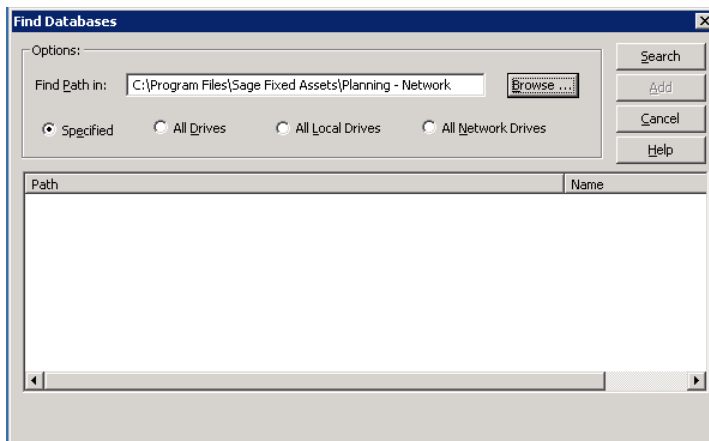 Find Databases
Options:
Find Path in: C:\Program Files\Sage Fixed Assets\Planning - Network Browse ...
Specified All Drives All Local Drives All Network Drives
Search
Add
Cancel
Help
Path Name